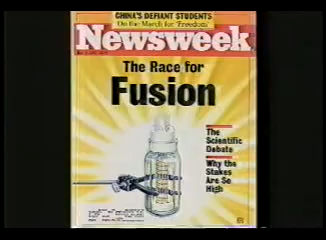 CHINA'S DEFIANT STUDENTS
On the March for 'Freedom'
Newsweek
The Race for
Fusion
The
Scientific
Debate
Why the
Stakes
Are So
High